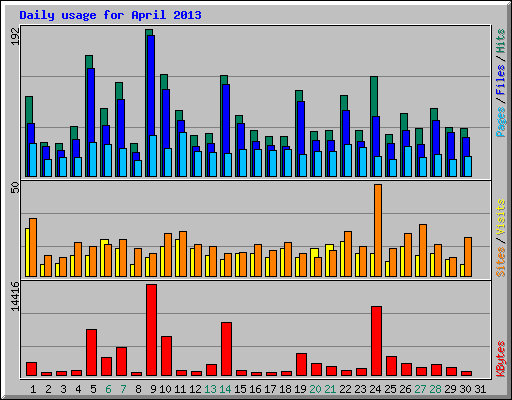 Daily usage for April 2013
192
Pages / Files / Hits
50
Sites / Visits
14416
KBytes
1 2 3 4 5 6 7 8 9 10 11 12 13 14 15 16 17 18 19 20 21 22 23 24 25 26 27 28 29 30 31